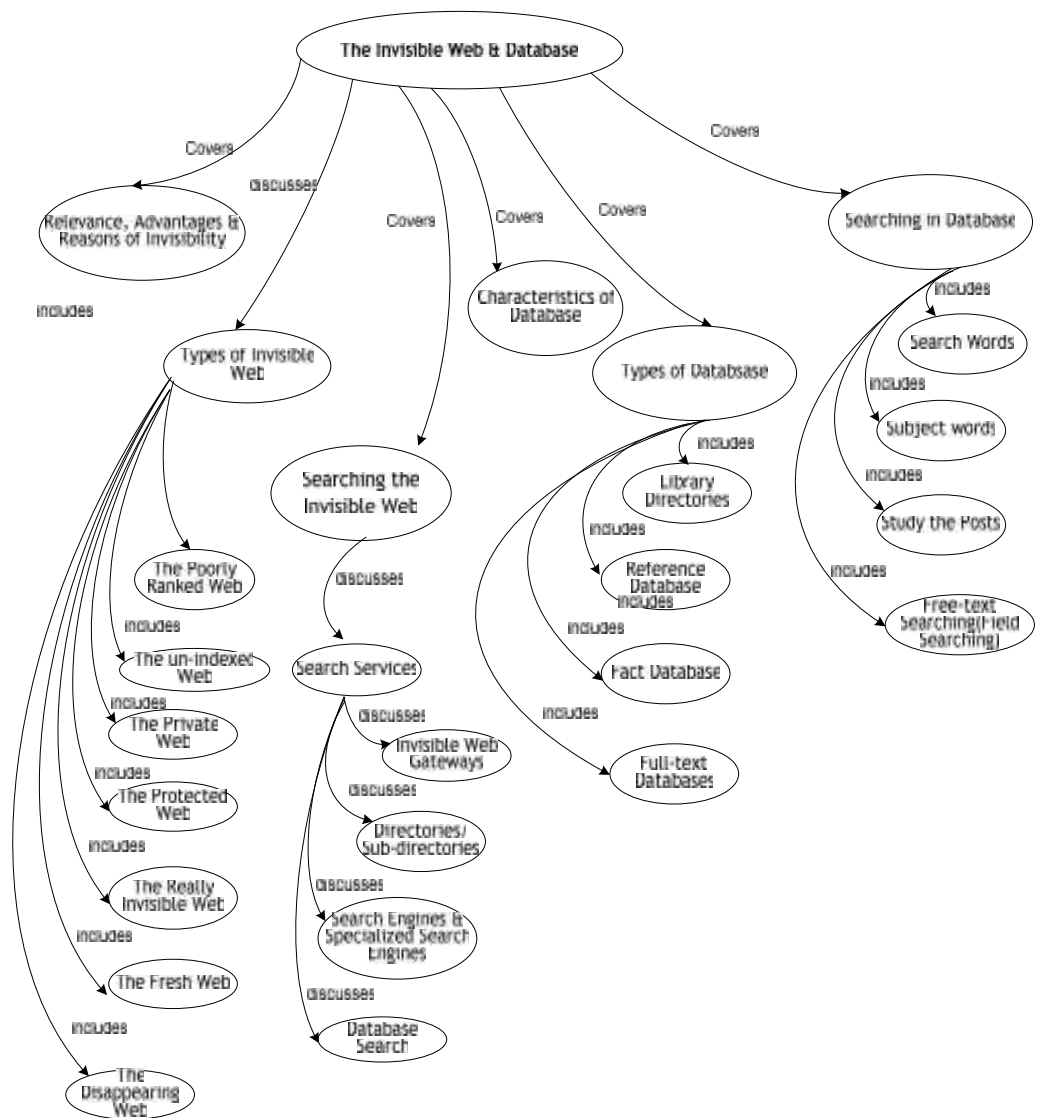 The Invisible Web & Database
Covers
discusses
Covers
Covers
Covers
Covers
Relevance, Advantages &
Reasons of Invisibility
Characteristics of
Database
Searching in Database
includes
Types of Invisible
Web
Types of Databsase
includes
Search Words
includes
Subject words
includes
Study the Posts
includes
Free-text
Searching(Field
Searching)
Searching the
Invisible Web
includes
Library
Directories
includes
Reference
Database
includes
includes
Fact Database
includes
Full-text
Databases
The Poorly
Ranked Web
includes
The un-indexed
Web
includes
The Private
Web
includes
The Protected
Web
includes
The Really
Invisible Web
includes
The Fresh Web
includes
The
Disappearing
Web
discusses
Search Services
discusses
Invisible Web
Gateways
discusses
Directories/
Sub-directories
discusses
Search Engines &
Specialized Search
Engines
discusses
Database
Search